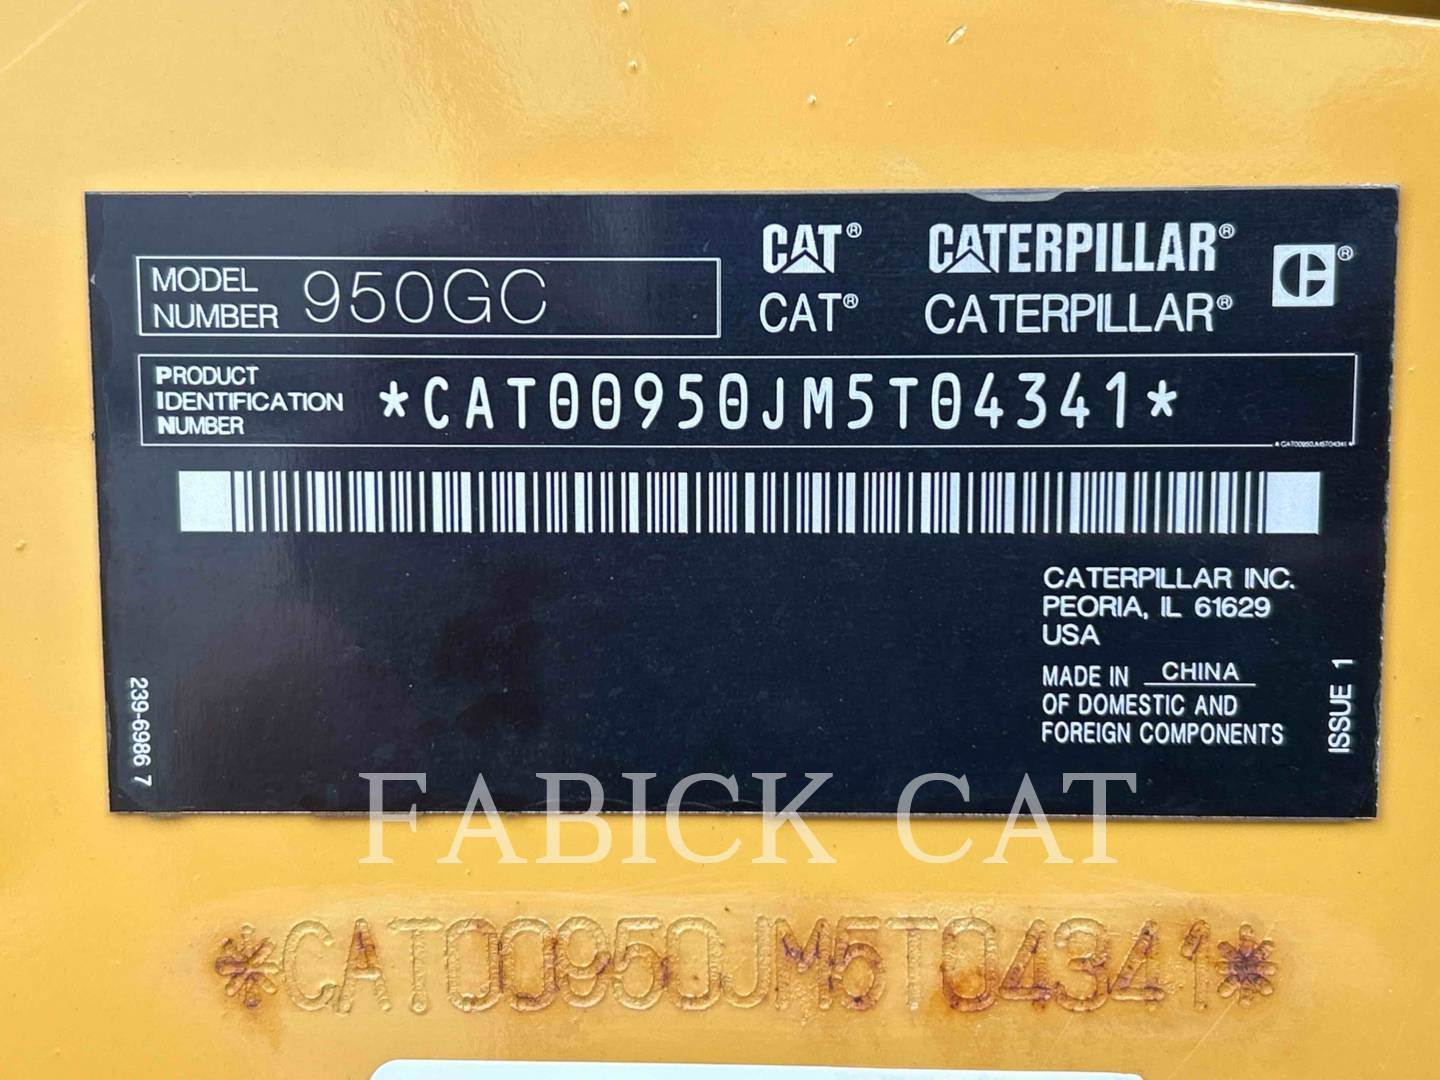 CAT® CATERPILLAR® ®
CAT® CATERPILLAR®
MODEL
NUMBER 950GC
PRODUCT
IDENTIFICATION
NUMBER *CAT00950JM5T04341*
*CAT00950JM5T04341*
CATERPILLAR INC.
PEORIA, IL 61629
USA
MADE IN CHINA
OF DOMESTIC AND
FOREIGN COMPONENTS
239-6986 7
ISSUE 1
FABICK CAT
*CAT00950JM5T04341*